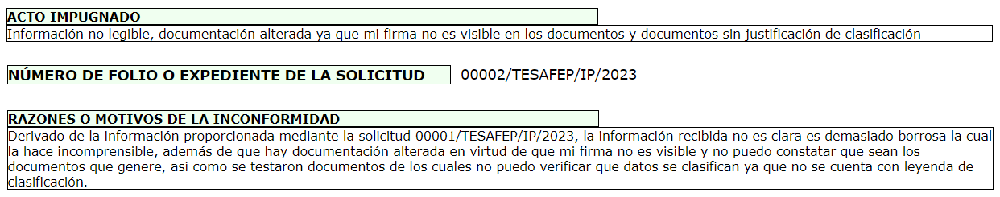 ACTO IMPUGNADO
Información no legible, documentación alterada ya que mi firma no es visible en los documentos y documentos sin justificación de clasificación
NÚMERO DE FOLIO O EXPEDIENTE DE LA SOLICITUD 00002/TESAFEP/IP/2023
RAZONES O MOTIVOS DE LA INCONFORMIDAD
Derivado de la información proporcionada mediante la solicitud 00001/TESAFEP/IP/2023, la información recibida no es clara es demasiado borrosa la cual
la hace incomprensible, además de que hay documentación alterada en virtud de que mi firma no es visible y no puedo constatar que sean los
documentos que genere, así como se testaron documentos de los cuales no puedo verificar que datos se clasifican ya que no se cuenta con leyenda de
clasificación.